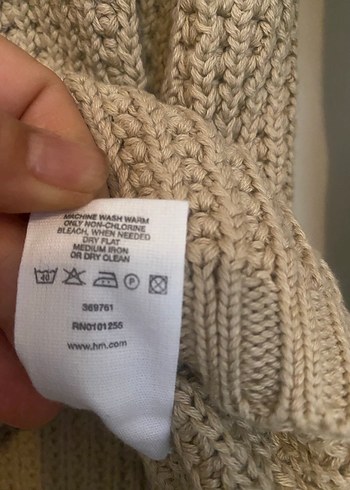 MACHINE WASH WARM
ONLY NON-CHLORINE
BLEACH, WHEN NEEDED
DRY FLAT
MEDIUM IRON
OR DRY CLEAN
40 P
369761
RN0101255
www.hm.com